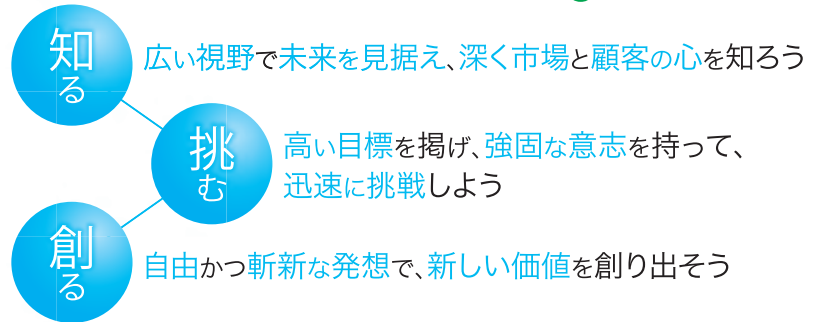 知る
広い視野で未来を見据え、深く市場と顧客の心を知ろう
挑む
高い目標を掲げ、強固な意志を持って、
迅速に挑戦しよう
創る
自由かつ斬新な発想で、新しい価値を創り出そう